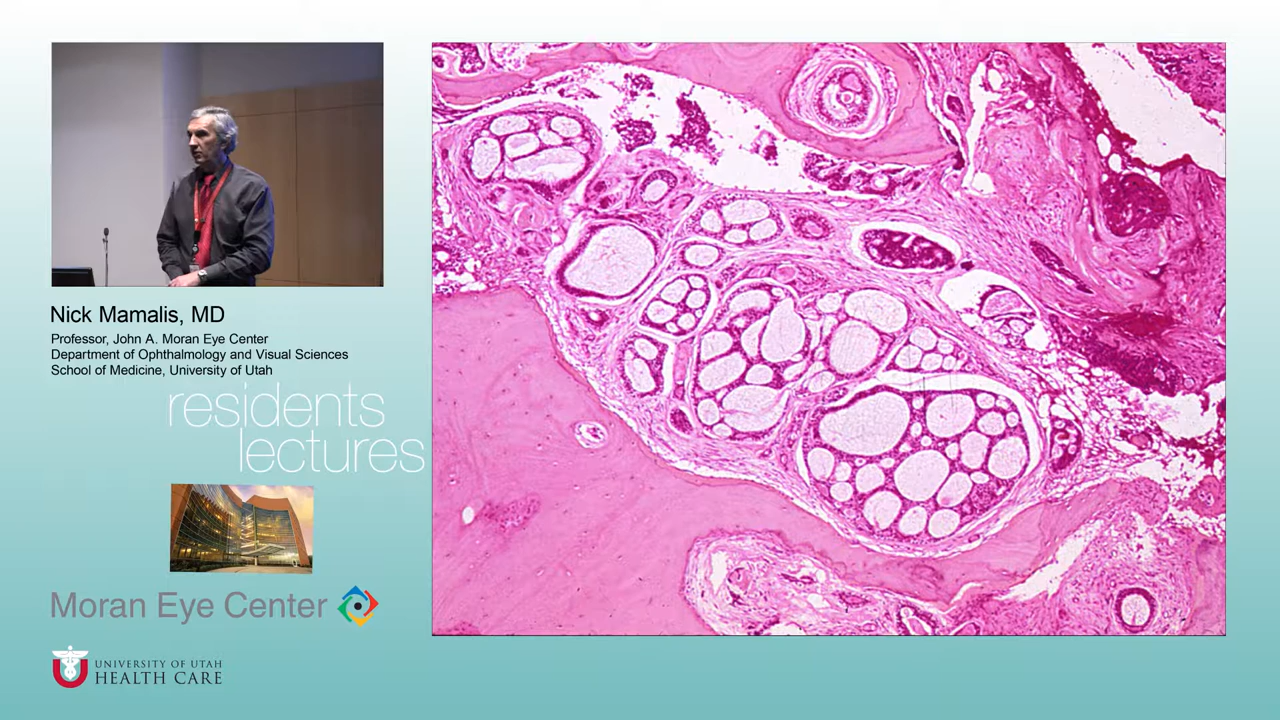 Nick Mamalis, MD
Professor, John A. Moran Eye Center
Department of Ophthalmology and Visual Sciences
School of Medicine, University of Utah
residents
lectures
Moran Eye Center
U
UNIVERSITY OF UTAH
HEALTH CARE